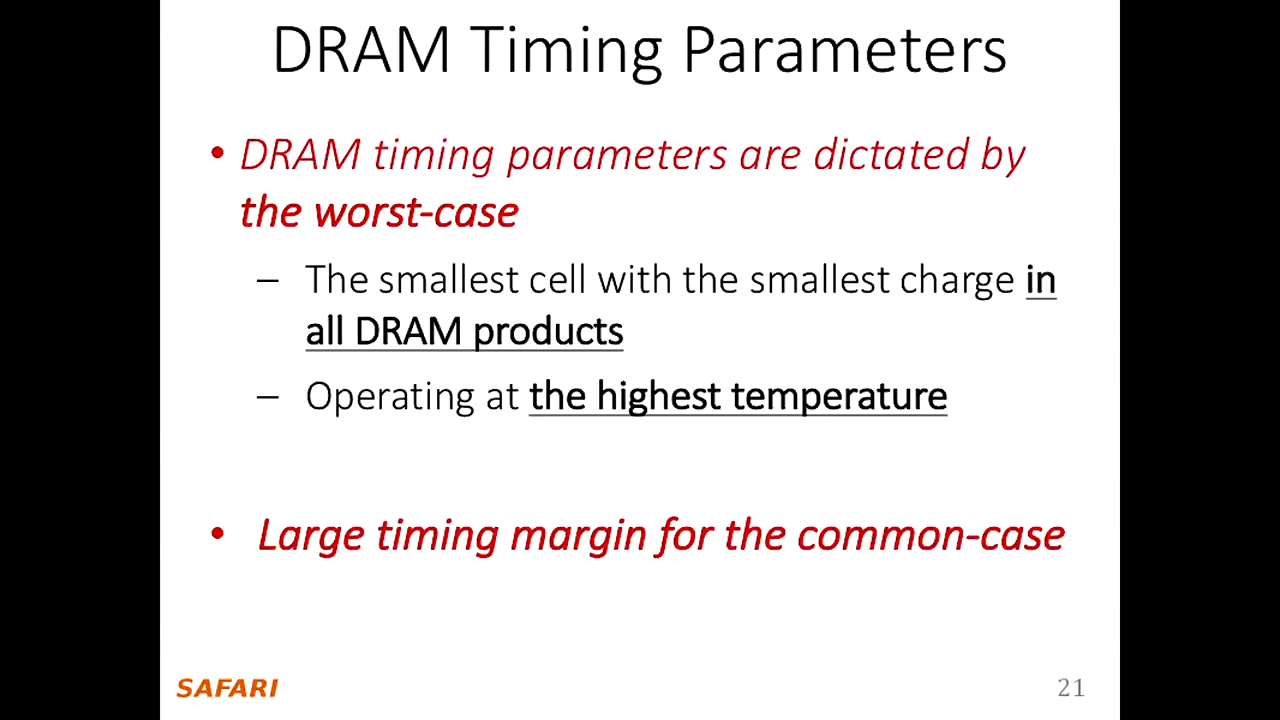 DRAM Timing Parameters
• DRAM timing parameters are dictated by
the worst-case
– The smallest cell with the smallest charge in
all DRAM products
– Operating at the highest temperature
• Large timing margin for the common-case
SAFARI
21